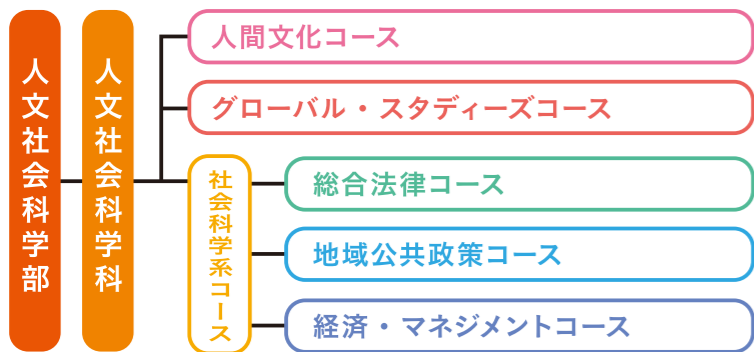 人文社会科学部
人文社会科学科
人間文化コース
グローバル・スタディーズコース
社会科学系コース
総合法律コース
地域公共政策コース
経済・マネジメントコース